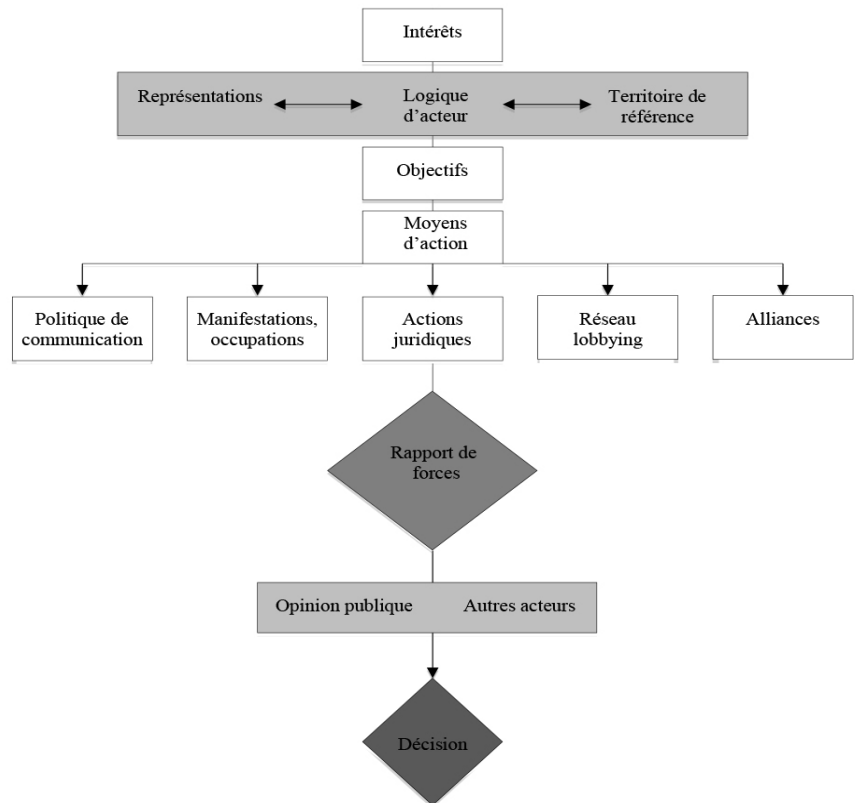 Intérêts
Représentations
Logique
d’acteur
Territoire de
référence
Objectifs
Moyens
d’action
Politique de
communication
Manifestations,
occupations
Actions
juridiques
Réseau
lobbying
Alliances
Rapport de
forces
Opinion publique
Autres acteurs
Décision